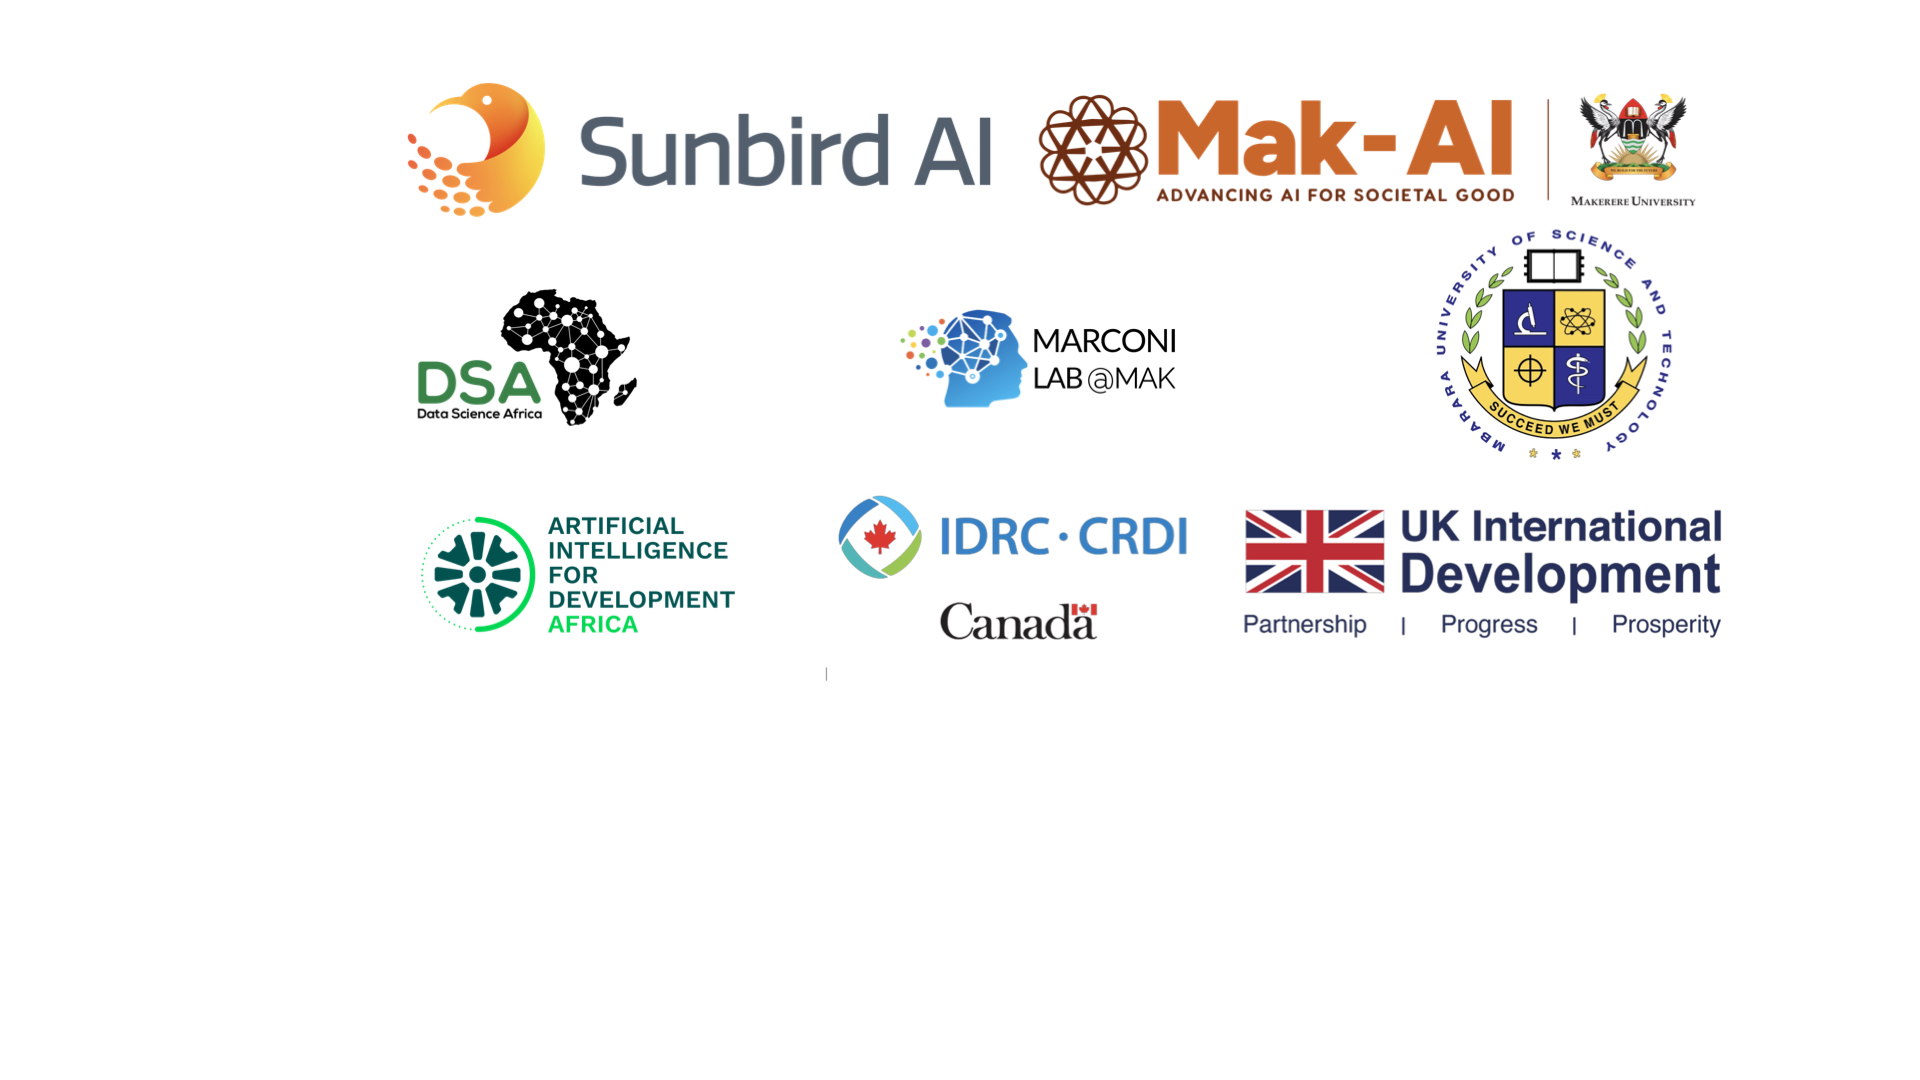 Sunbird AI
Mak-AI
ADVANCING AI FOR SOCIETAL GOOD
MAKERERE UNIVERSITY
DSA
Data Science Africa
MARCONI
LAB @MAK
MBARARA UNIVERSITY OF SCIENCE AND TECHNOLOGY
SUCCEED WE MUST
ARTIFICIAL
INTELLIGENCE
FOR
DEVELOPMENT
AFRICA
IDRC · CRDI
Canada
UK International
Development
Partnership | Progress | Prosperity